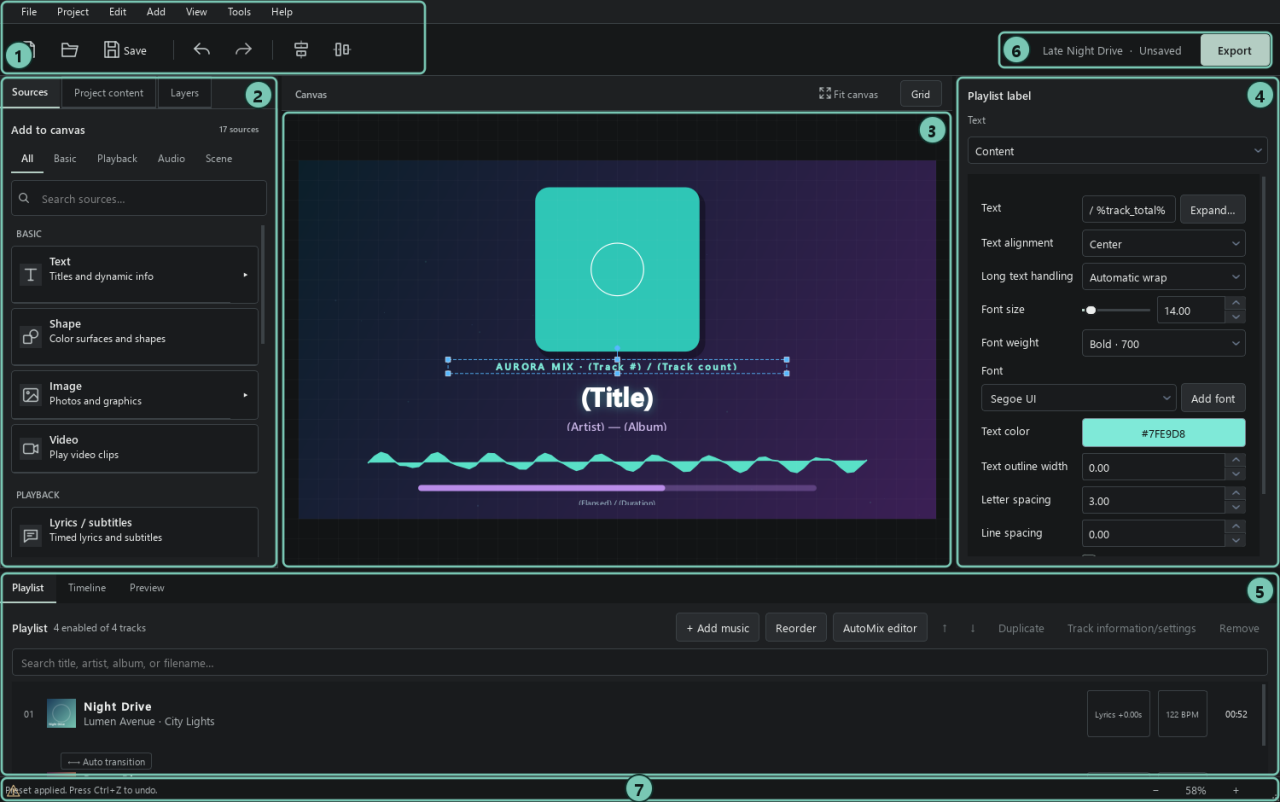 File Project Edit Add View Tools Help
1 Save
6 Late Night Drive · Unsaved Export
Sources Project content Layers 2
Add to canvas 17 sources
All Basic Playback Audio Scene
Search sources...
BASIC
Text
Titles and dynamic info
Shape
Color surfaces and shapes
Image
Photos and graphics
Video
Play video clips
PLAYBACK
Lyrics / subtitles
Timed lyrics and subtitles
Canvas Fit canvas Grid
3
AURORA MIX · (Track #) / (Track count)
(Title)
(Artist) — (Album)
(Elapsed) / (Duration)
Playlist label 4
Text
Content
Text / %track_total% Expand...
Text alignment Center
Long text handling Automatic wrap
Font size 14.00
Font weight Bold · 700
Font
Segoe UI Add font
Text color #7FE9D8
Text outline width 0.00
Letter spacing 3.00
Line spacing 0.00
Playlist Timeline Preview 5
Playlist 4 enabled of 4 tracks + Add music Reorder AutoMix editor ↑ ↓ Duplicate Track information/settings Remove
Search title, artist, album, or filename...
01 Night Drive
Lumen Avenue · City Lights
Lyrics +0.00s 122 BPM 00:52
Auto transition
Preset applied. Press Ctrl+Z to undo. 7 − 58% +